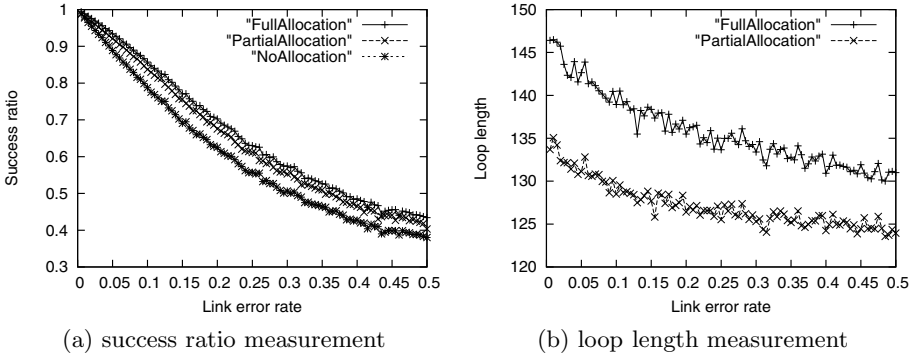 1
0.9
0.8
0.7
0.6
0.5
0.4
0.3
Success ratio
"FullAllocation"
"PartialAllocation"
"NoAllocation"
0 0.05 0.1 0.15 0.2 0.25 0.3 0.35 0.4 0.45 0.5
Link error rate
(a) success ratio measurement
150
145
140
135
130
125
120
Loop length
"FullAllocation"
"PartialAllocation"
0 0.05 0.1 0.15 0.2 0.25 0.3 0.35 0.4 0.45 0.5
Link error rate
(b) loop length measurement